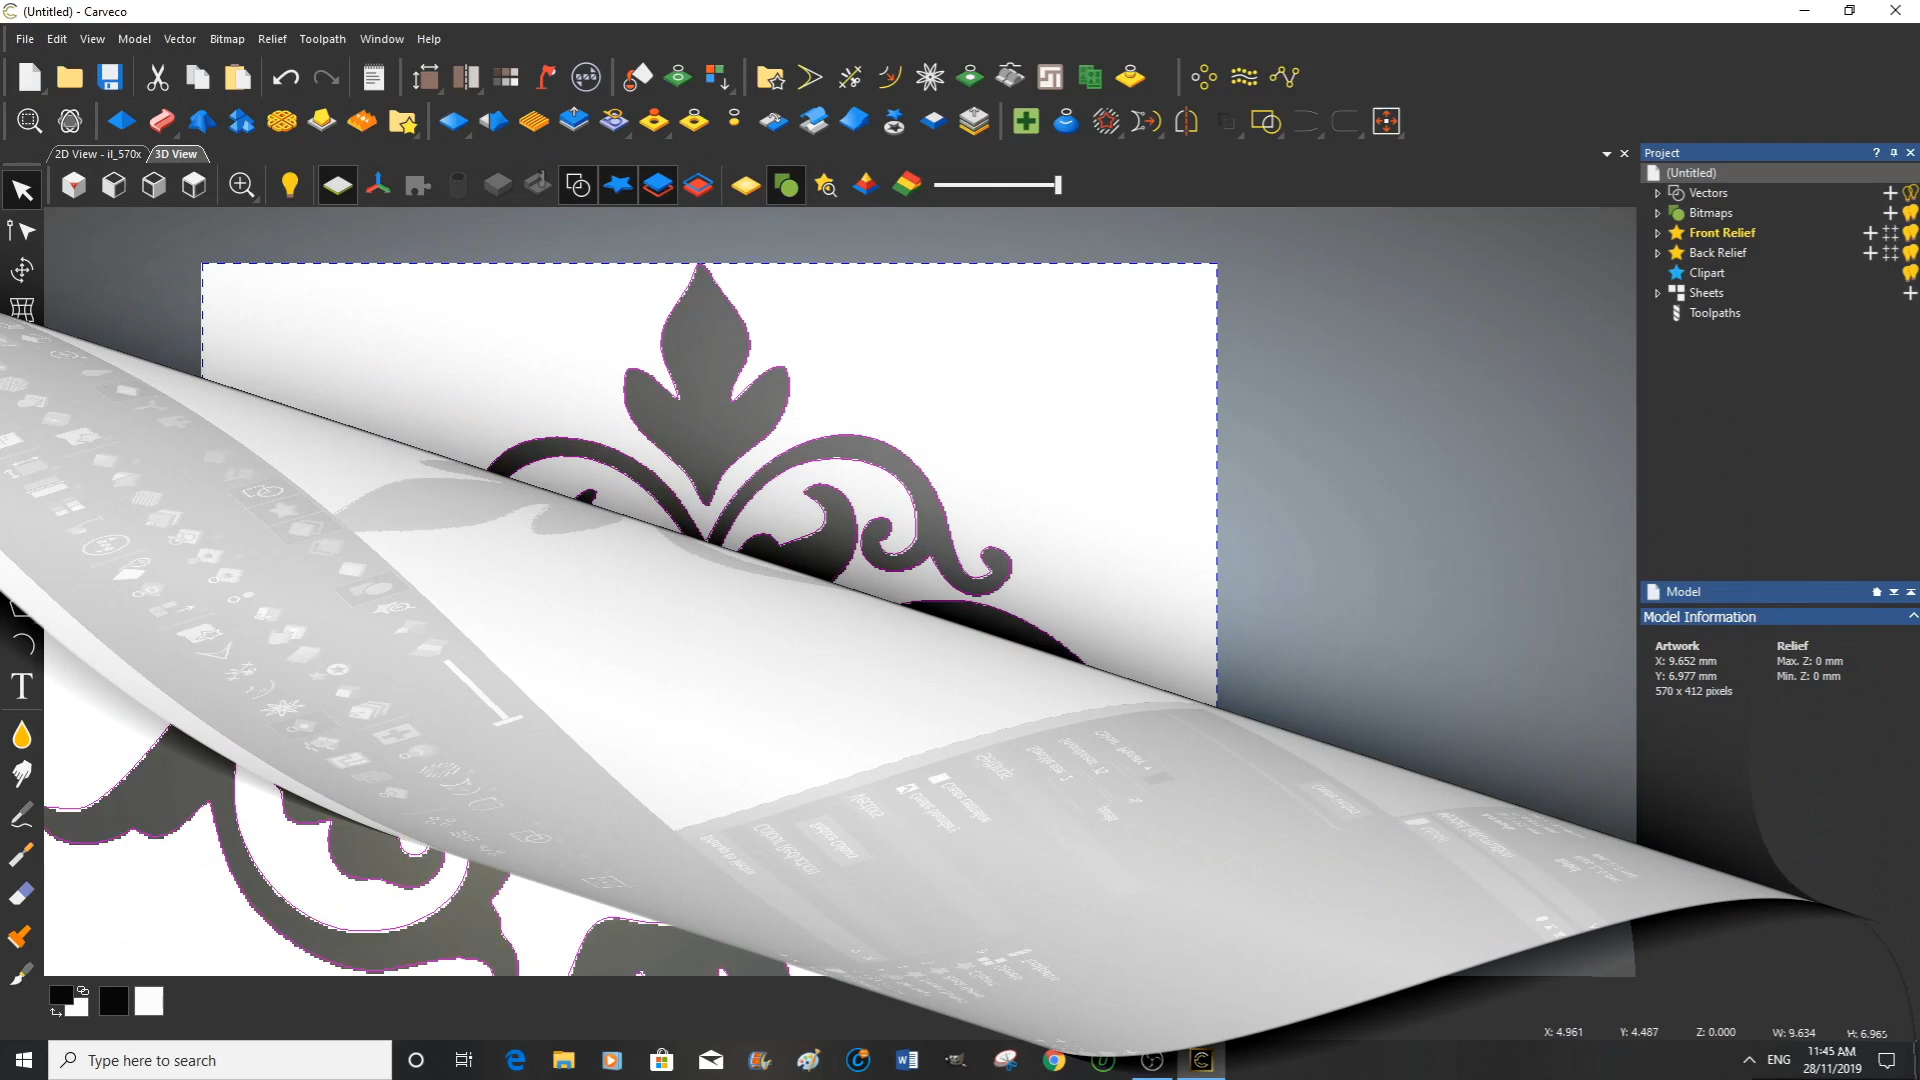 (Untitled) - Carveco
File Edit View Model Vector Bitmap Relief Toolpath Window Help
2D View - il_570x 3D View
Project
(Untitled)
Vectors
Bitmaps
Front Relief
Back Relief
Clipart
Sheets
Toolpaths
Model
Model Information
Artwork Relief
X: 9.652 mm Max. Z: 0 mm
Y: 6.977 mm Min. Z: 0 mm
570 x 412 pixels
T
X: 4.961 Y: 4.487 Z: 0.000 W: 9.634 H: 6.965
Type here to search
ENG 11:45 AM
28/11/2019